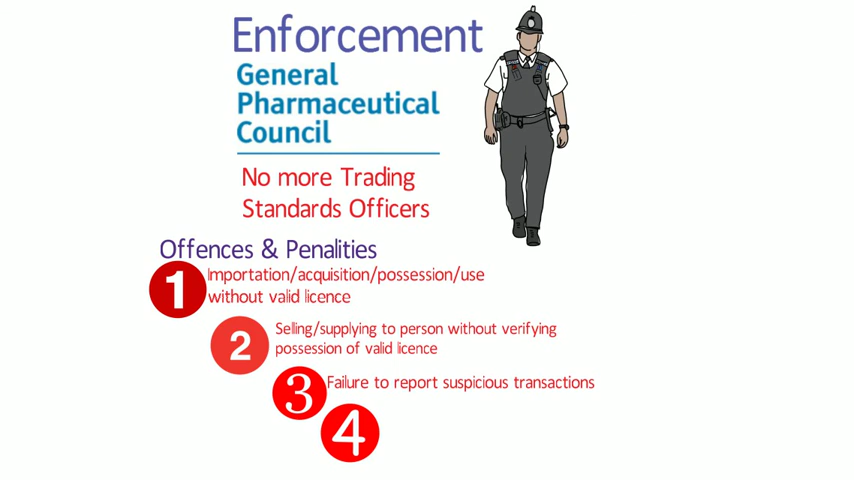 Enforcement
General
Pharmaceutical
Council
No more Trading
Standards Officers
Offences & Penalities
1 Importation/acquisition/possession/use
without valid licence
2 Selling/supplying to person without verifying
possession of valid licence
3 Failure to report suspicious transactions
4